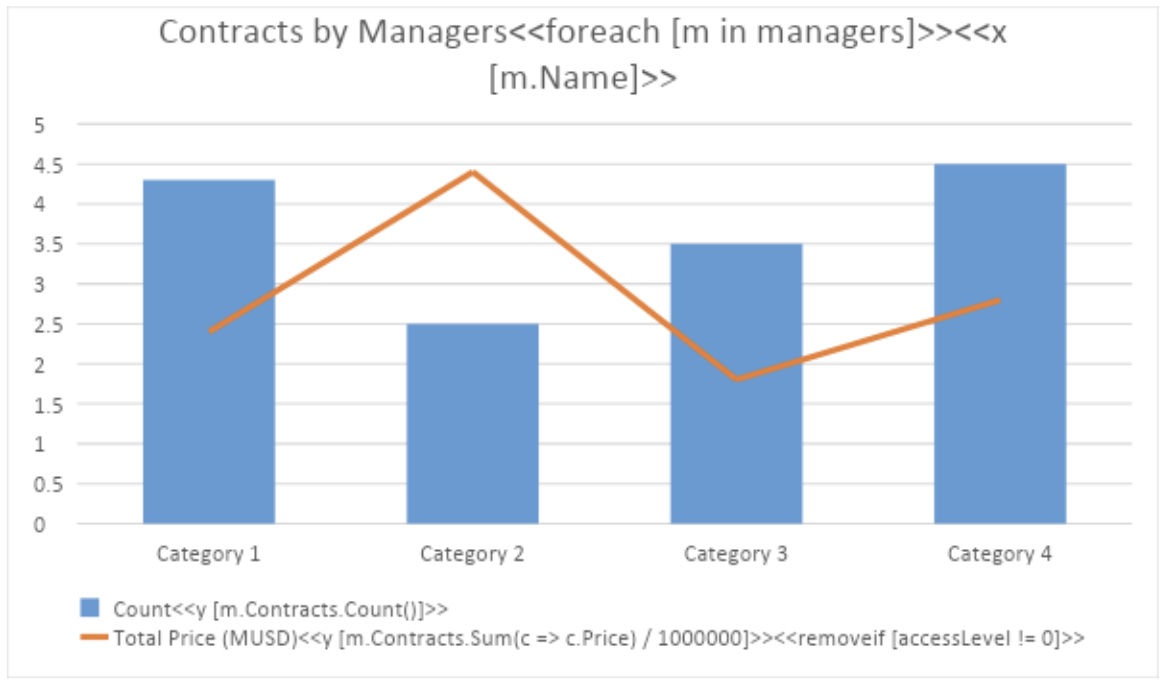 Contracts by Managers<<foreach [m in managers]>><<x
[m.Name]>>
5
4.5
4
3.5
3
2.5
2
1.5
1
0.5
0
Category 1 Category 2 Category 3 Category 4
Count<<y [m.Contracts.Count()]>>
Total Price (MUSD)<<y [m.Contracts.Sum(c => c.Price) / 1000000]>><<removeif [accessLevel != 0]>>